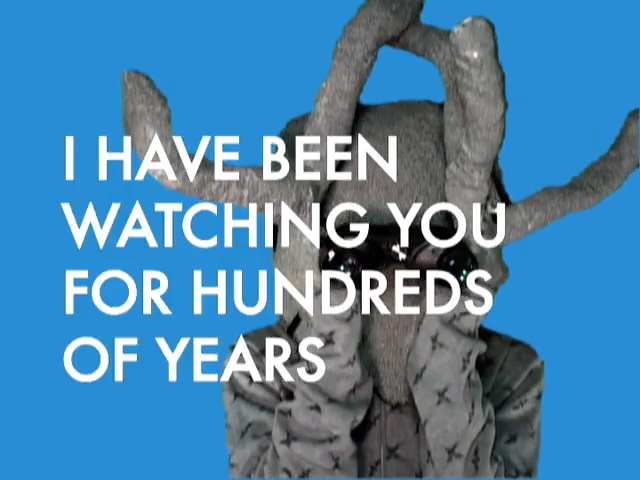 I HAVE BEEN
WATCHING YOU
FOR HUNDREDS
OF YEARS